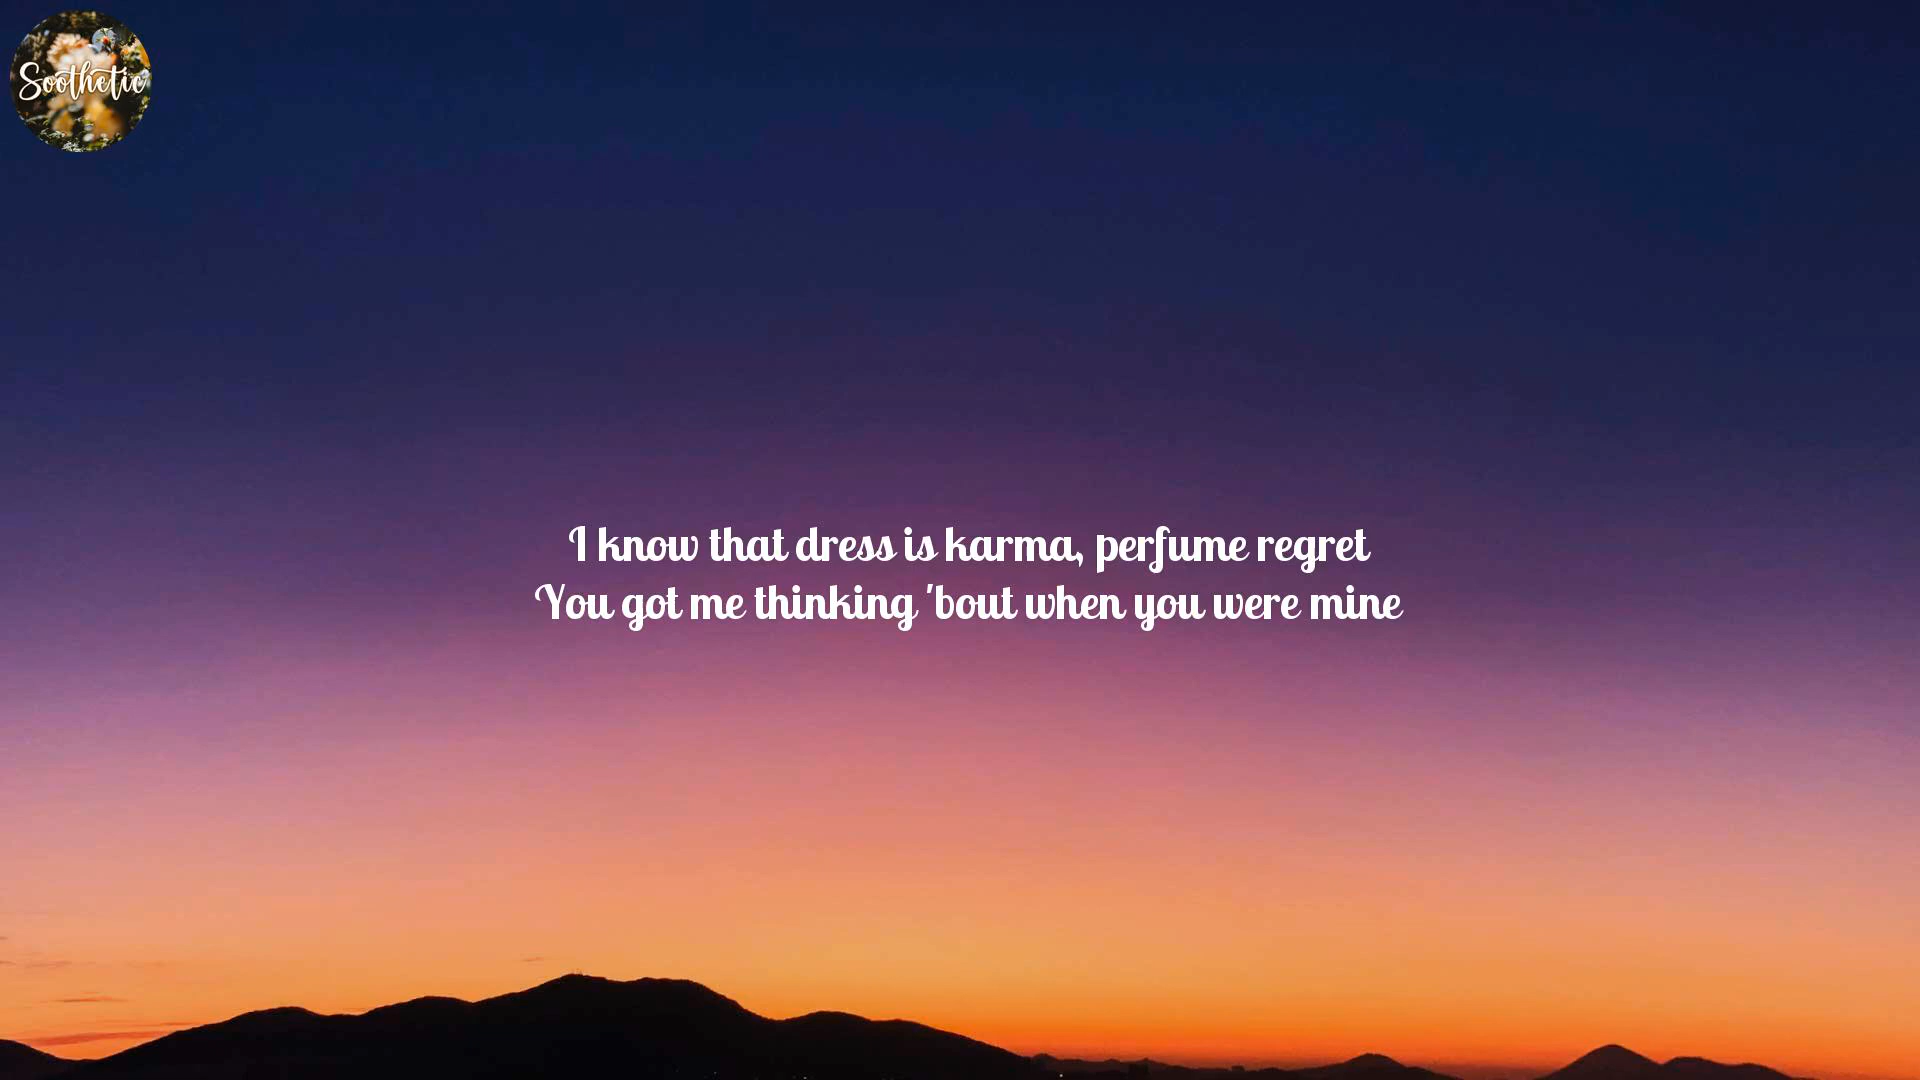 Soothetic
I know that dress is karma, perfume regret
You got me thinking 'bout when you were mine